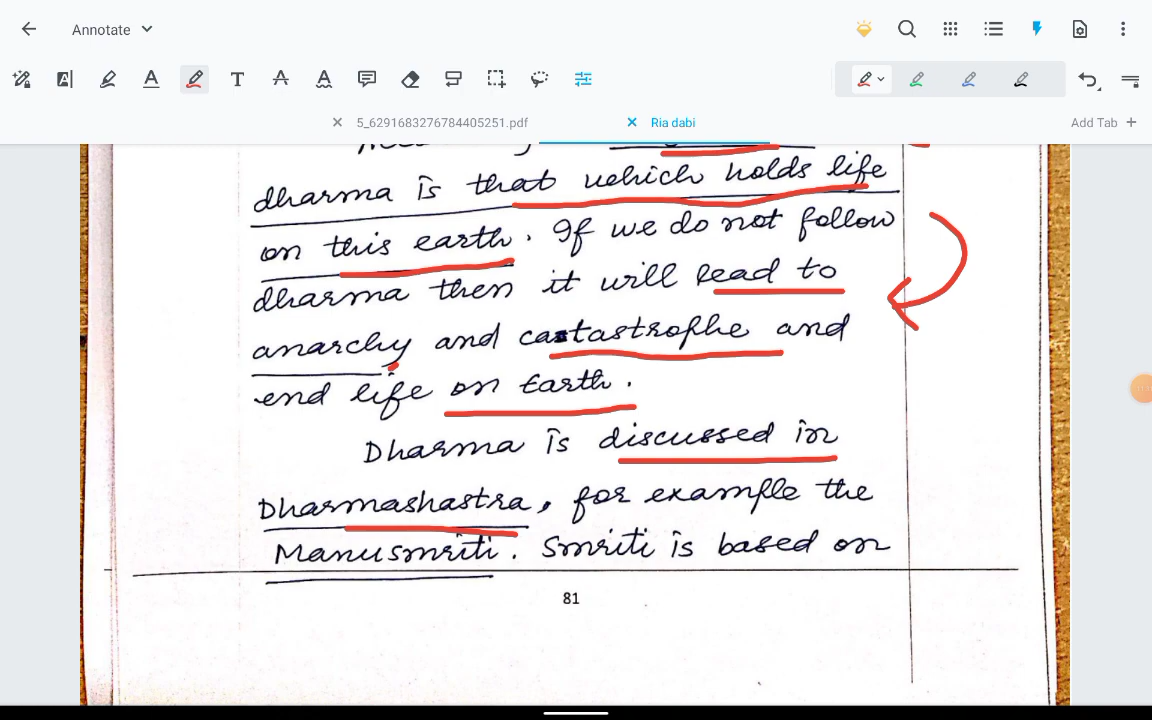 Annotate
5_6291683276784405251.pdf
Ria dabi
Add Tab +
dharma is that which holds life
on this earth. If we do not follow
dharma then it will lead to
anarchy and castastrophe and
end life on Earth.
Dharma is discussed in
Dharmashastra, for example the
Manusmriti. Smriti is based on
81